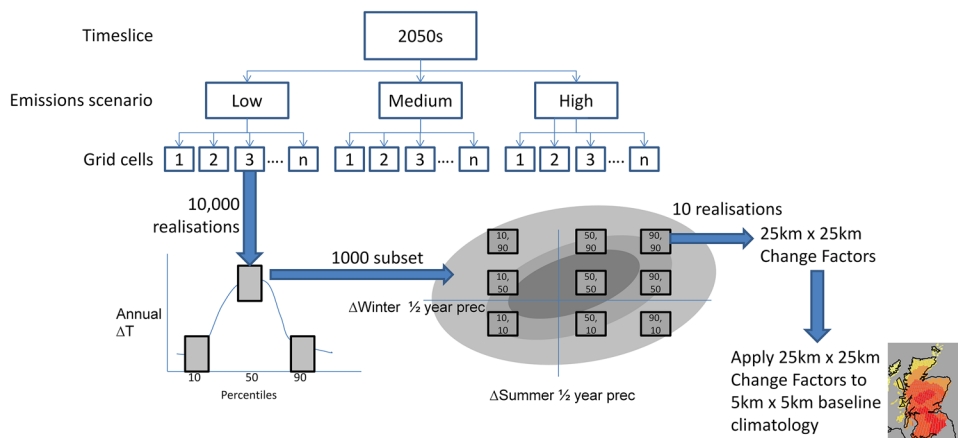 Timeslice
2050s
Emissions scenario
Low
Medium
High
Grid cells
1 2 3 .... n
1 2 3 .... n
1 2 3 .... n
10,000
realisations
1000 subset
10 realisations
25km x 25km
Change Factors
10,
90
50,
90
90,
90
10,
50
50,
50
90,
50
10,
10
50,
10
90,
10
ΔWinter ½ year prec
ΔSummer ½ year prec
Annual
ΔT
10 50 90
Percentiles
Apply 25km x 25km
Change Factors to
5km x 5km baseline
climatology